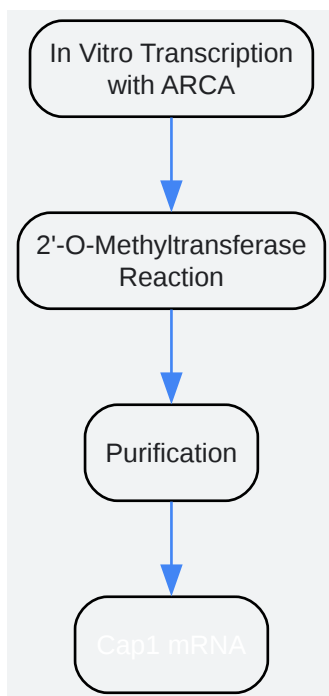 In Vitro Transcription
with ARCA
2'-O-Methyltransferase
Reaction
Purification
Cap1 mRNA